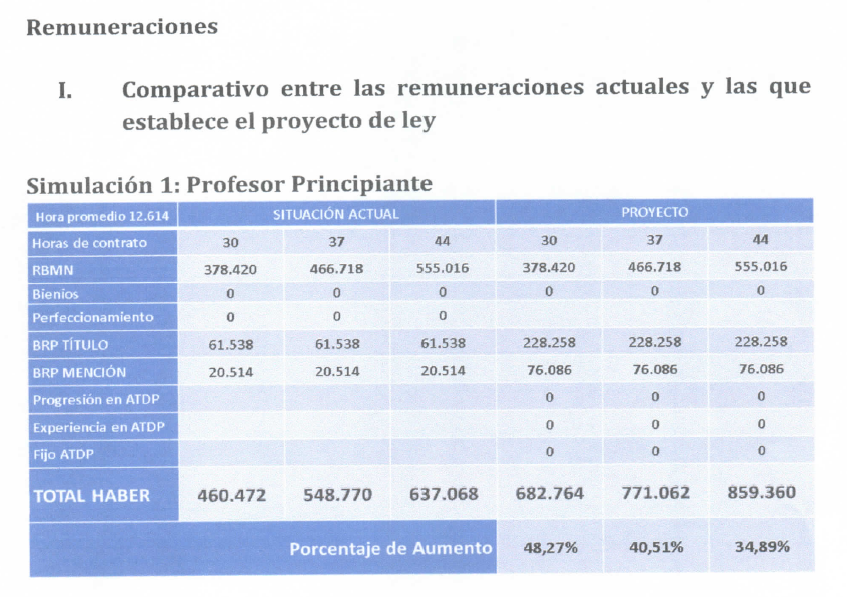 Remuneraciones
I. Comparativo entre las remuneraciones actuales y las que
establece el proyecto de ley
Simulación 1: Profesor Principiante
Hora promedio 12.614 SITUACIÓN ACTUAL PROYECTO
Horas de contrato 30 37 44 30 37 44
RBMN 378.420 466.718 555.016 378.420 466.718 555.016
Bienios 0 0 0 0 0 0
Perfeccionamiento 0 0 0
BRP TÍTULO 61.538 61.538 61.538 228.258 228.258 228.258
BRP MENCIÓN 20.514 20.514 20.514 76.086 76.086 76.086
Progresión en ATDP 0 0 0
Experiencia en ATDP 0 0 0
Fijo ATDP 0 0 0
TOTAL HABER 460.472 548.770 637.068 682.764 771.062 859.360
Porcentaje de Aumento 48,27% 40,51% 34,89%